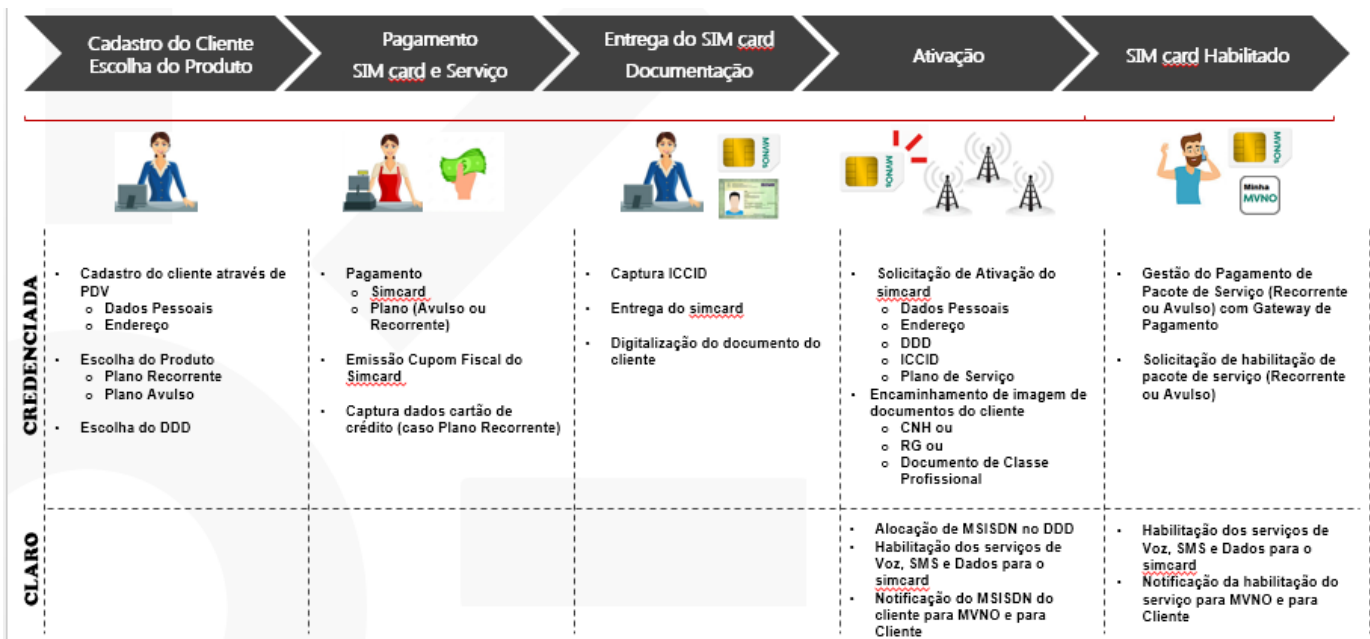 Cadastro do Cliente
Escolha do Produto
Pagamento
SIM card e Serviço
Entrega do SIM card
Documentação
Ativação
SIM card Habilitado
MVNOs
MVNOs
MVNOs
Minha
MVNO
CREDENCIADA
• Cadastro do cliente através de
PDV
o Dados Pessoais
o Endereço
• Escolha do Produto
o Plano Recorrente
o Plano Avulso
• Escolha do DDD
• Pagamento
o Simcard
o Plano (Avulso ou
Recorrente)
• Emissão Cupom Fiscal do
Simcard
• Captura dados cartão de
crédito (caso Plano Recorrente)
• Captura ICCID
• Entrega do simcard
• Digitalização do documento do
cliente
• Solicitação de Ativação do
simcard
o Dados Pessoais
o Endereço
o DDD
o ICCID
o Plano de Serviço
• Encaminhamento de imagem de
documentos do cliente
o CNH ou
o RG ou
o Documento de Classe
Profissional
• Gestão do Pagamento de
Pacote de Serviço (Recorrente
ou Avulso) com Gateway de
Pagamento
• Solicitação de habilitação de
pacote de serviço (Recorrente
ou Avulso)
CLARO
• Alocação de MSISDN no DDD
• Habilitação dos serviços de
Voz, SMS e Dados para o
simcard
• Notificação do MSISDN do
cliente para MVNO e para
Cliente
• Habilitação dos serviços de
Voz, SMS e Dados para o
simcard
• Notificação da habilitação do
serviço para MVNO e para
Cliente